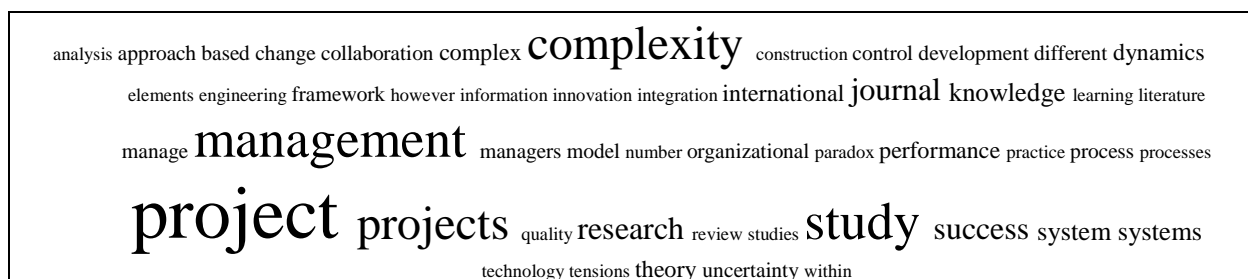 analysis approach based change collaboration complex complexity construction control development different dynamics
elements engineering framework however information innovation integration international journal knowledge learning literature
manage management managers model number organizational paradox performance practice process processes
project projects quality research review studies study success system systems
technology tensions theory uncertainty within